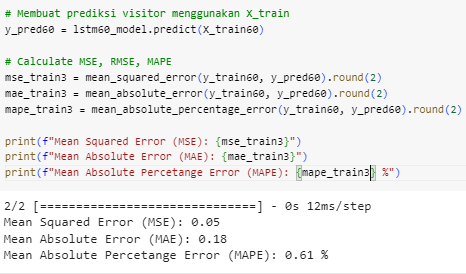 # Membuat prediksi visitor menggunakan X_train
y_pred60 = lstm60_model.predict(X_train60)
# Calculate MSE, RMSE, MAPE
mse_train3 = mean_squared_error(y_train60, y_pred60).round(2)
mae_train3 = mean_absolute_error(y_train60, y_pred60).round(2)
mape_train3 = mean_absolute_percentage_error(y_train60, y_pred60).round(2)
print(f"Mean Squared Error (MSE): {mse_train3}")
print(f"Mean Absolute Error (MAE): {mae_train3}")
print(f"Mean Absolute Percetange Error (MAPE): {mape_train3} %")
2/2 [==============================] - 0s 12ms/step
Mean Squared Error (MSE): 0.05
Mean Absolute Error (MAE): 0.18
Mean Absolute Percetange Error (MAPE): 0.61 %